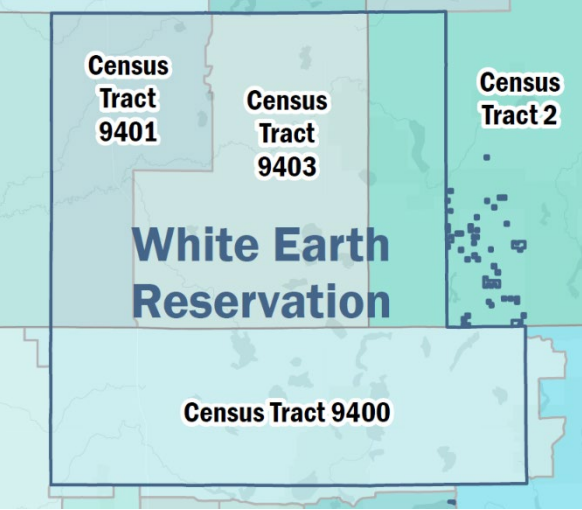 Census
Tract
9401
Census
Tract
9403
Census
Tract 2
White Earth
Reservation
Census Tract 9400